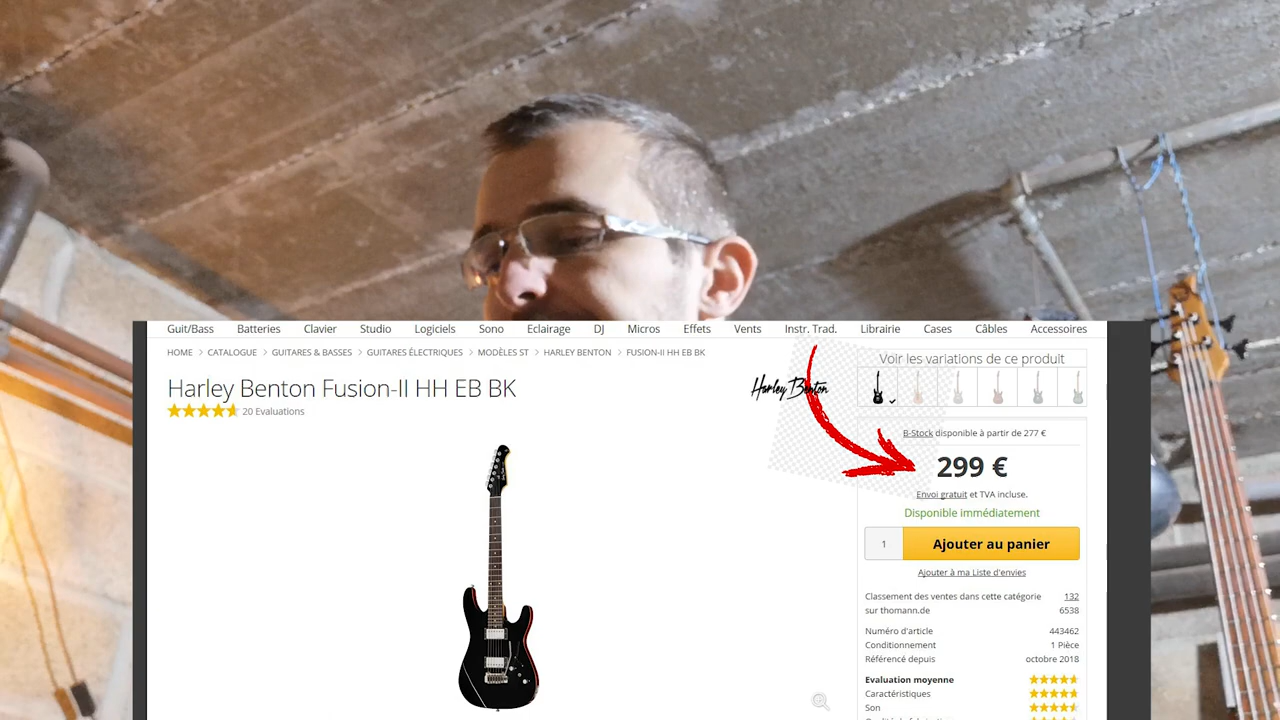 Guit/Bass Batteries Clavier Studio Logiciels Sono Eclairage DJ Micros Effets Vents Instr. Trad. Librairie Cases Câbles Accessoires
HOME > CATALOGUE > GUITARES & BASSES > GUITARES ÉLECTRIQUES > MODÈLES ST > HARLEY BENTON > FUSION-II HH EB BK
Harley Benton Fusion-II HH EB BK
20 Evaluations
Harley Benton
Voir les variations de ce produit
B-Stock disponible à partir de 277 €
299 €
Envoi gratuit et TVA incluse.
Disponible immédiatement
1 Ajouter au panier
Ajouter à ma Liste d'envies
Classement des ventes dans cette catégorie 132
sur thomann.de 6538
Numéro d'article 443462
Conditionnement 1 Pièce
Référencé depuis octobre 2018
Evaluation moyenne
Caractéristiques
Son